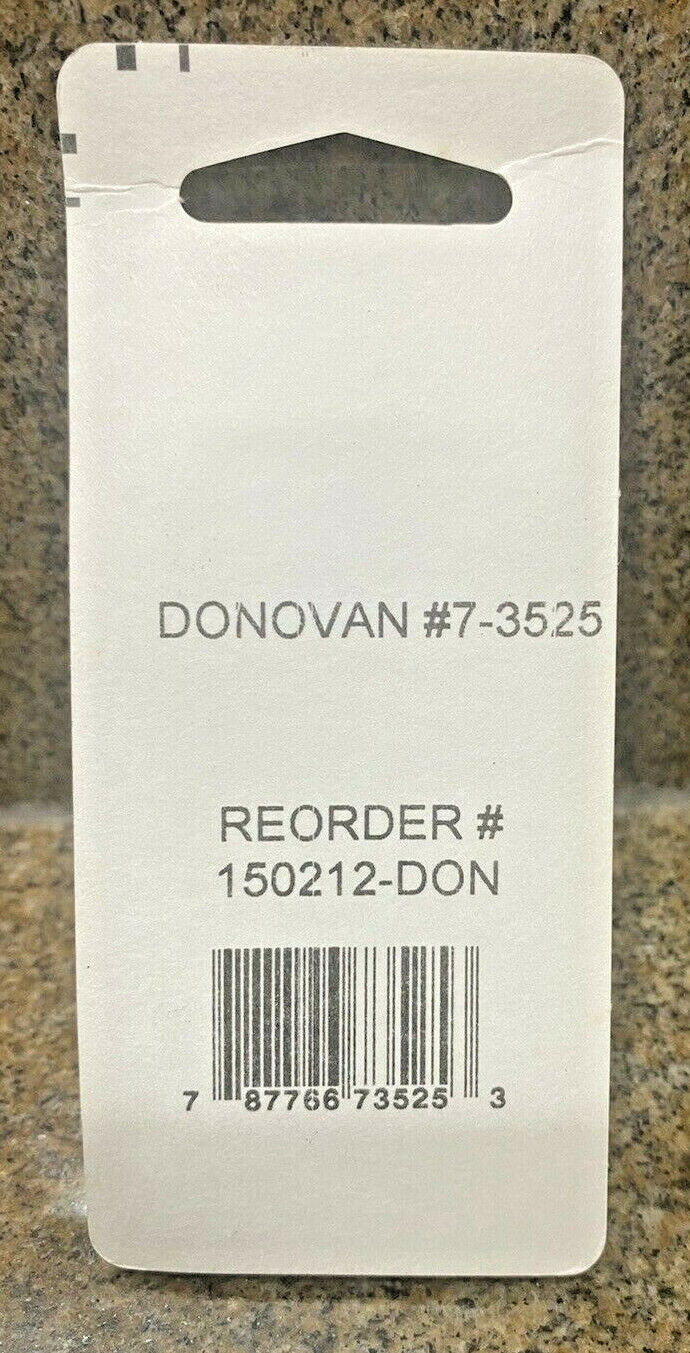 DONOVAN #7-3525
REORDER #
150212-DON
7 87766 73525 3